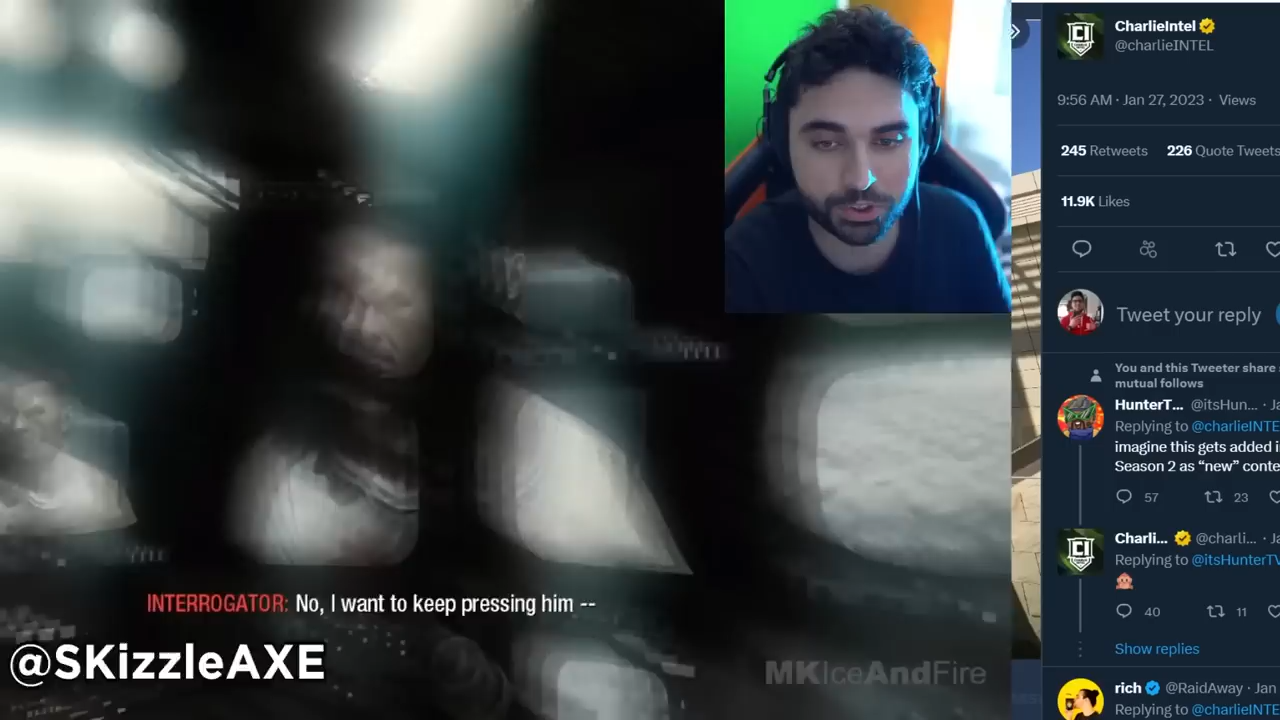 CharlieIntel
@charlieINTEL
9:56 AM · Jan 27, 2023 · Views
245 Retweets 226 Quote Tweets
11.9K Likes
Tweet your reply
You and this Tweeter share
mutual follows
HunterT... @itsHun... ·
Replying to @charlieINTE
imagine this gets added i
Season 2 as “new” conte
57 23
Charli... @charli... ·
Replying to @itsHunterTV
40 11
Show replies
rich @RaidAway · Jan
Replying to @charlieINTE
INTERROGATOR: No, I want to keep pressing him --
@SKizzleAXE
MKIceAndFire